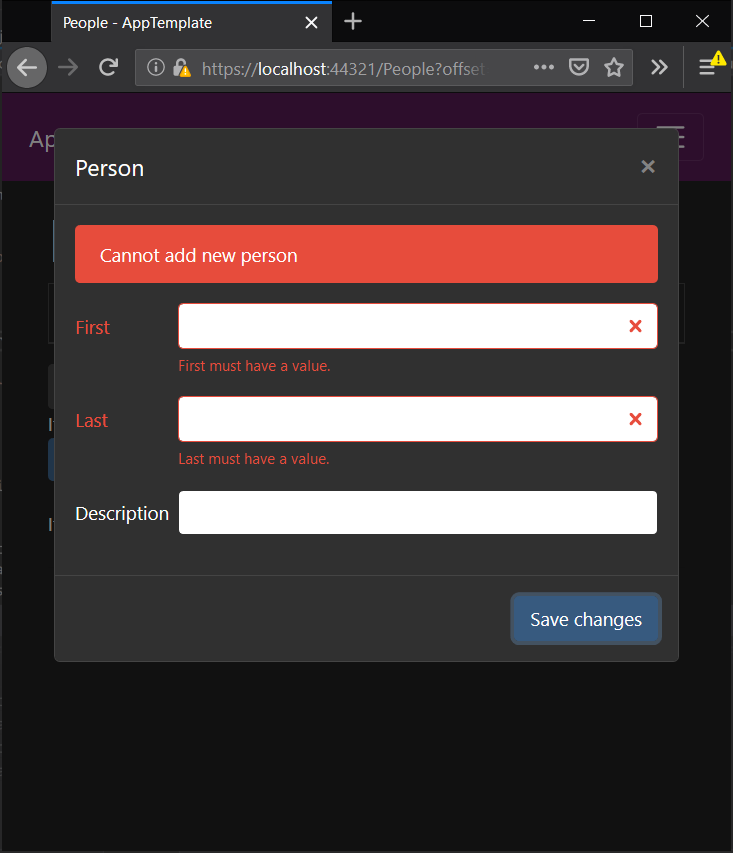 People - AppTemplate
https://localhost:44321/People?offset
Ap
Person
Cannot add new person
First
First must have a value.
Last
Last must have a value.
Description
Save changes